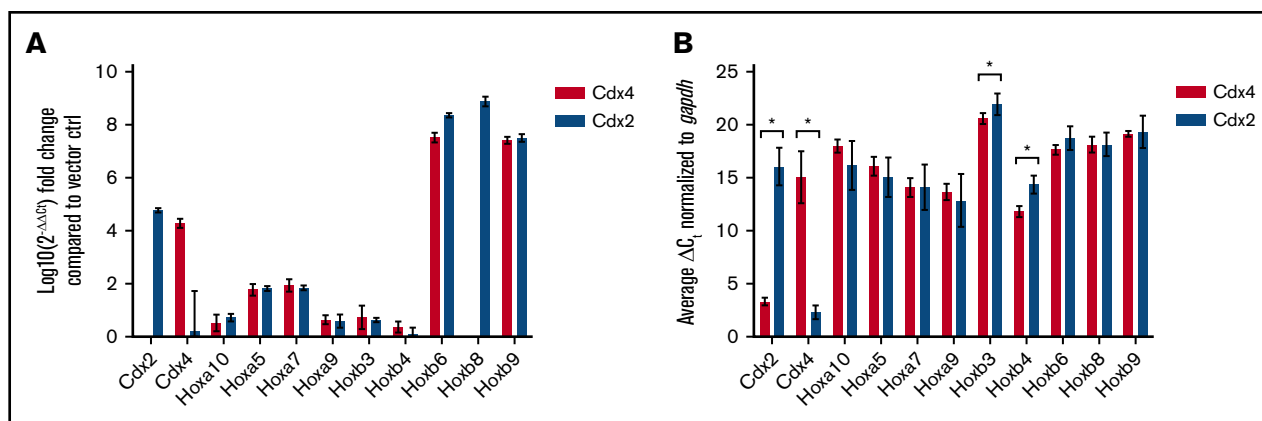 A
Log10(2^-ΔΔCt) fold change
compared to vector ctrl
10
8
6
4
2
0
Cdx2
Cdx4
Hoxa10
Hoxa5
Hoxa7
Hoxa9
Hoxb3
Hoxb4
Hoxb6
Hoxb8
Hoxb9
Cdx4
Cdx2
B
Average ΔC_t normalized to gapdh
25
20
15
10
5
0
*
*
*
*
Cdx2
Cdx4
Hoxa10
Hoxa5
Hoxa7
Hoxa9
Hoxb3
Hoxb4
Hoxb6
Hoxb8
Hoxb9
Cdx4
Cdx2